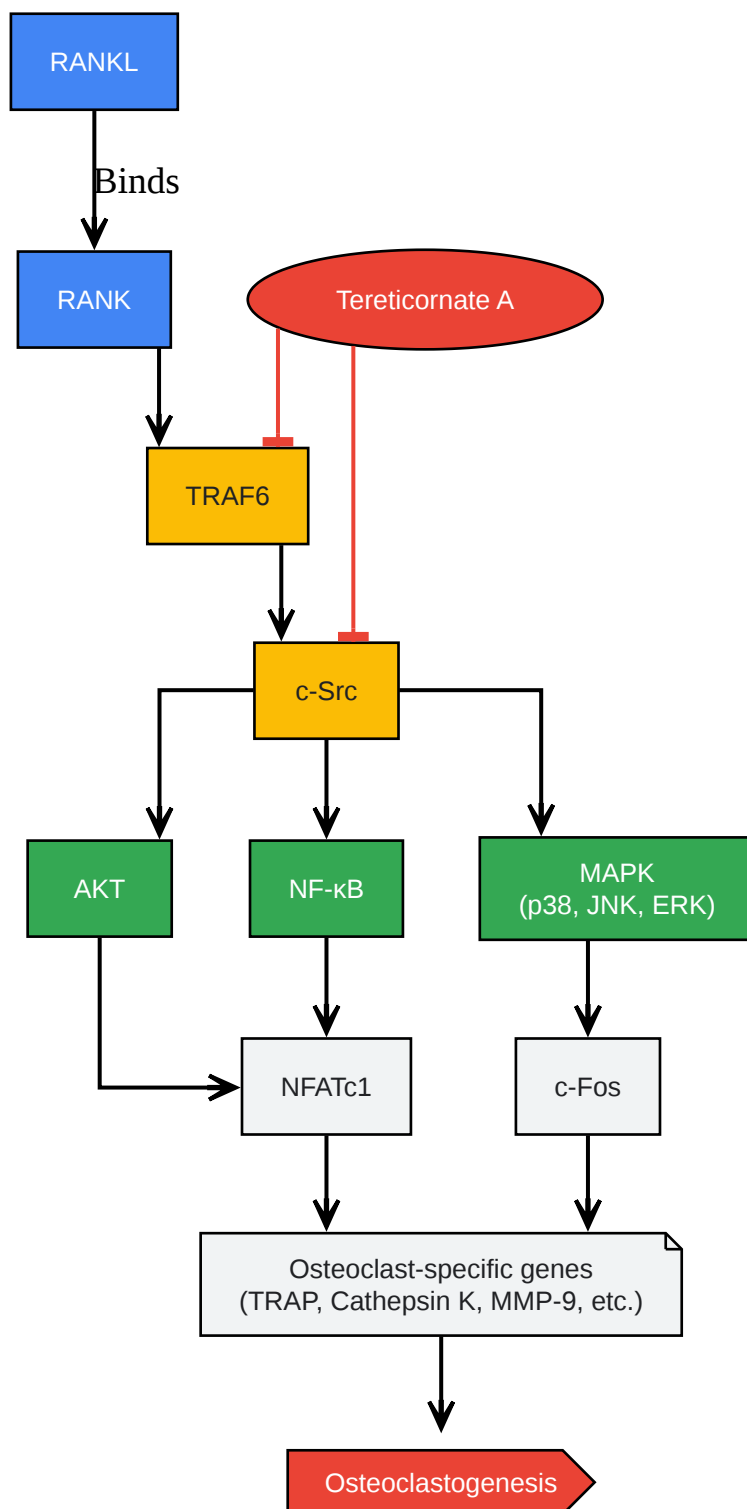 RANKL
Binds
RANK
Tereticornate A
TRAF6
c-Src
AKT
NF-κB
MAPK
(p38, JNK, ERK)
NFATc1
c-Fos
Osteoclast-specific genes
(TRAP, Cathepsin K, MMP-9, etc.)
Osteoclastogenesis